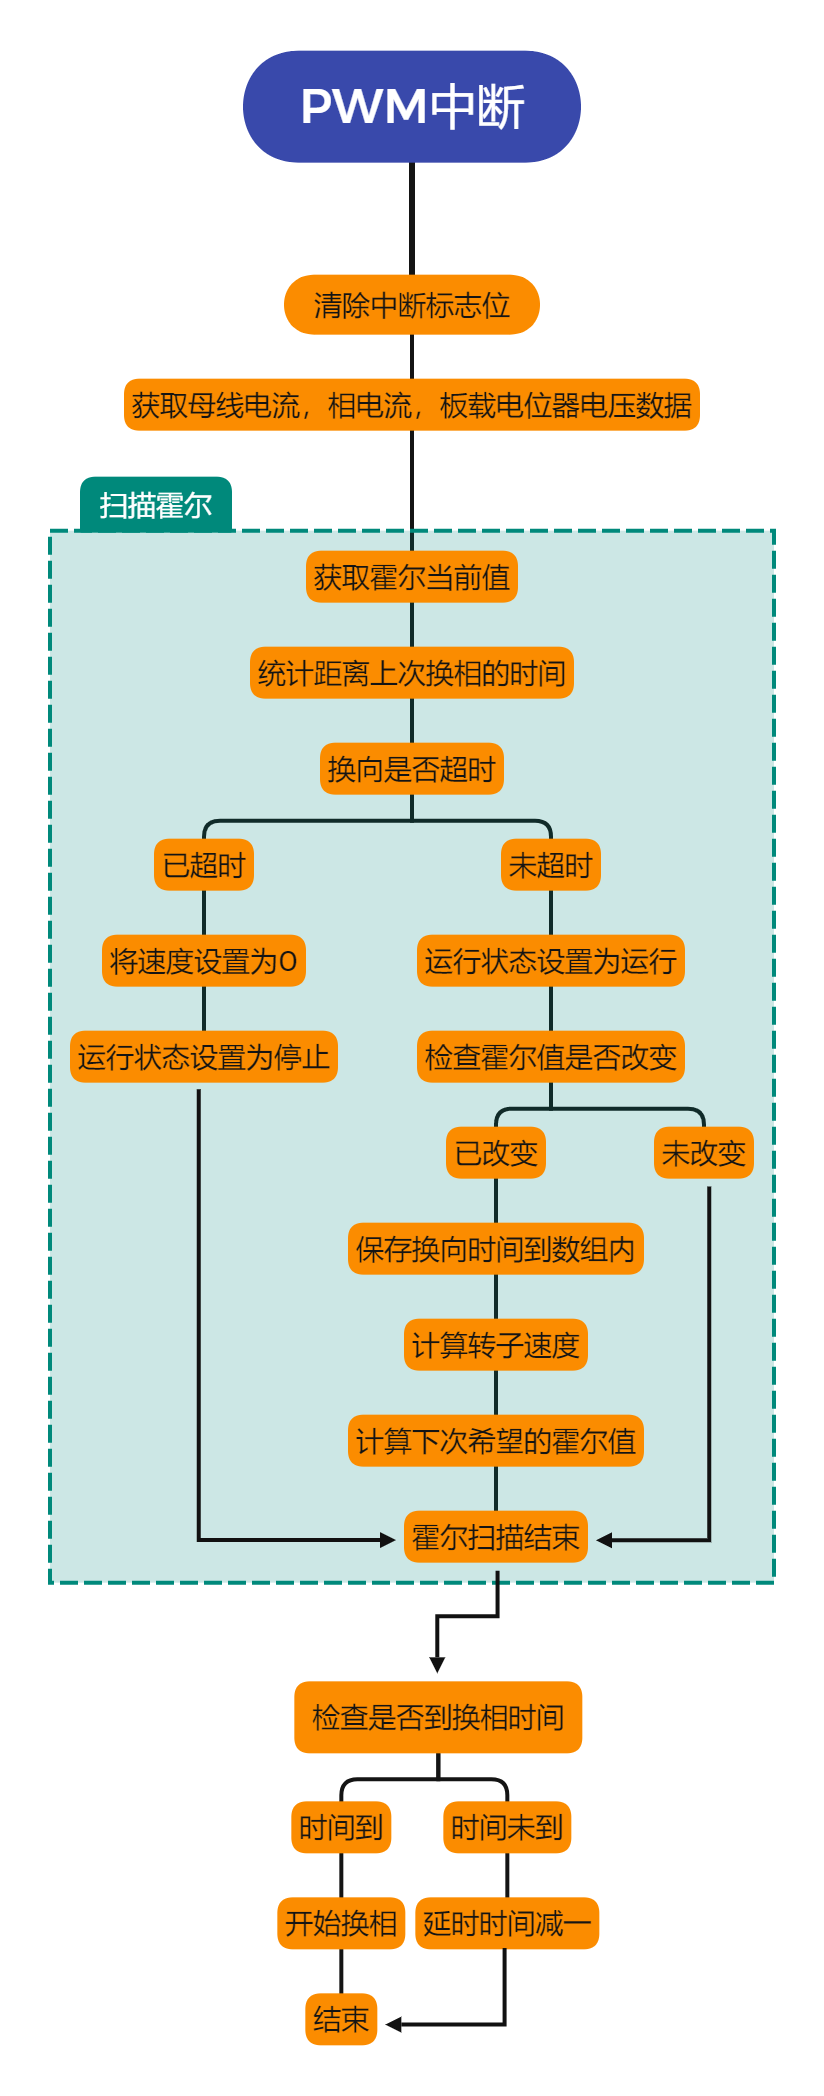 PWM中断
清除中断标志位
获取母线电流，相电流，板载电位器电压数据
扫描霍尔
获取霍尔当前值
统计距离上次换相的时间
换向是否超时
已超时
未超时
将速度设置为0
运行状态设置为运行
运行状态设置为停止
检查霍尔值是否改变
已改变
未改变
保存换向时间到数组内
计算转子速度
计算下次希望的霍尔值
霍尔扫描结束
检查是否到换相时间
时间到
时间未到
开始换相
延时时间减一
结束